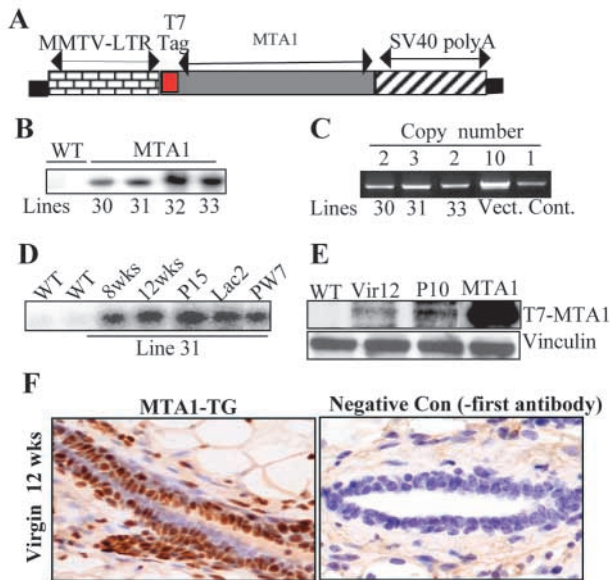 A
MMTV-LTR
T7
Tag
MTA1
SV40 polyA
B
WT MTA1
Lines 30 31 32 33
C
Copy number
2 3 2 10 1
Lines 30 31 33 Vect. Cont.
D
WT WT 8wks 12wks P15 Lac2 PW7
Line 31
E
WT Vir12 P10 MTA1
T7-MTA1
Vinculin
F
MTA1-TG
Negative Con (-first antibody)
Virgin 12 wks